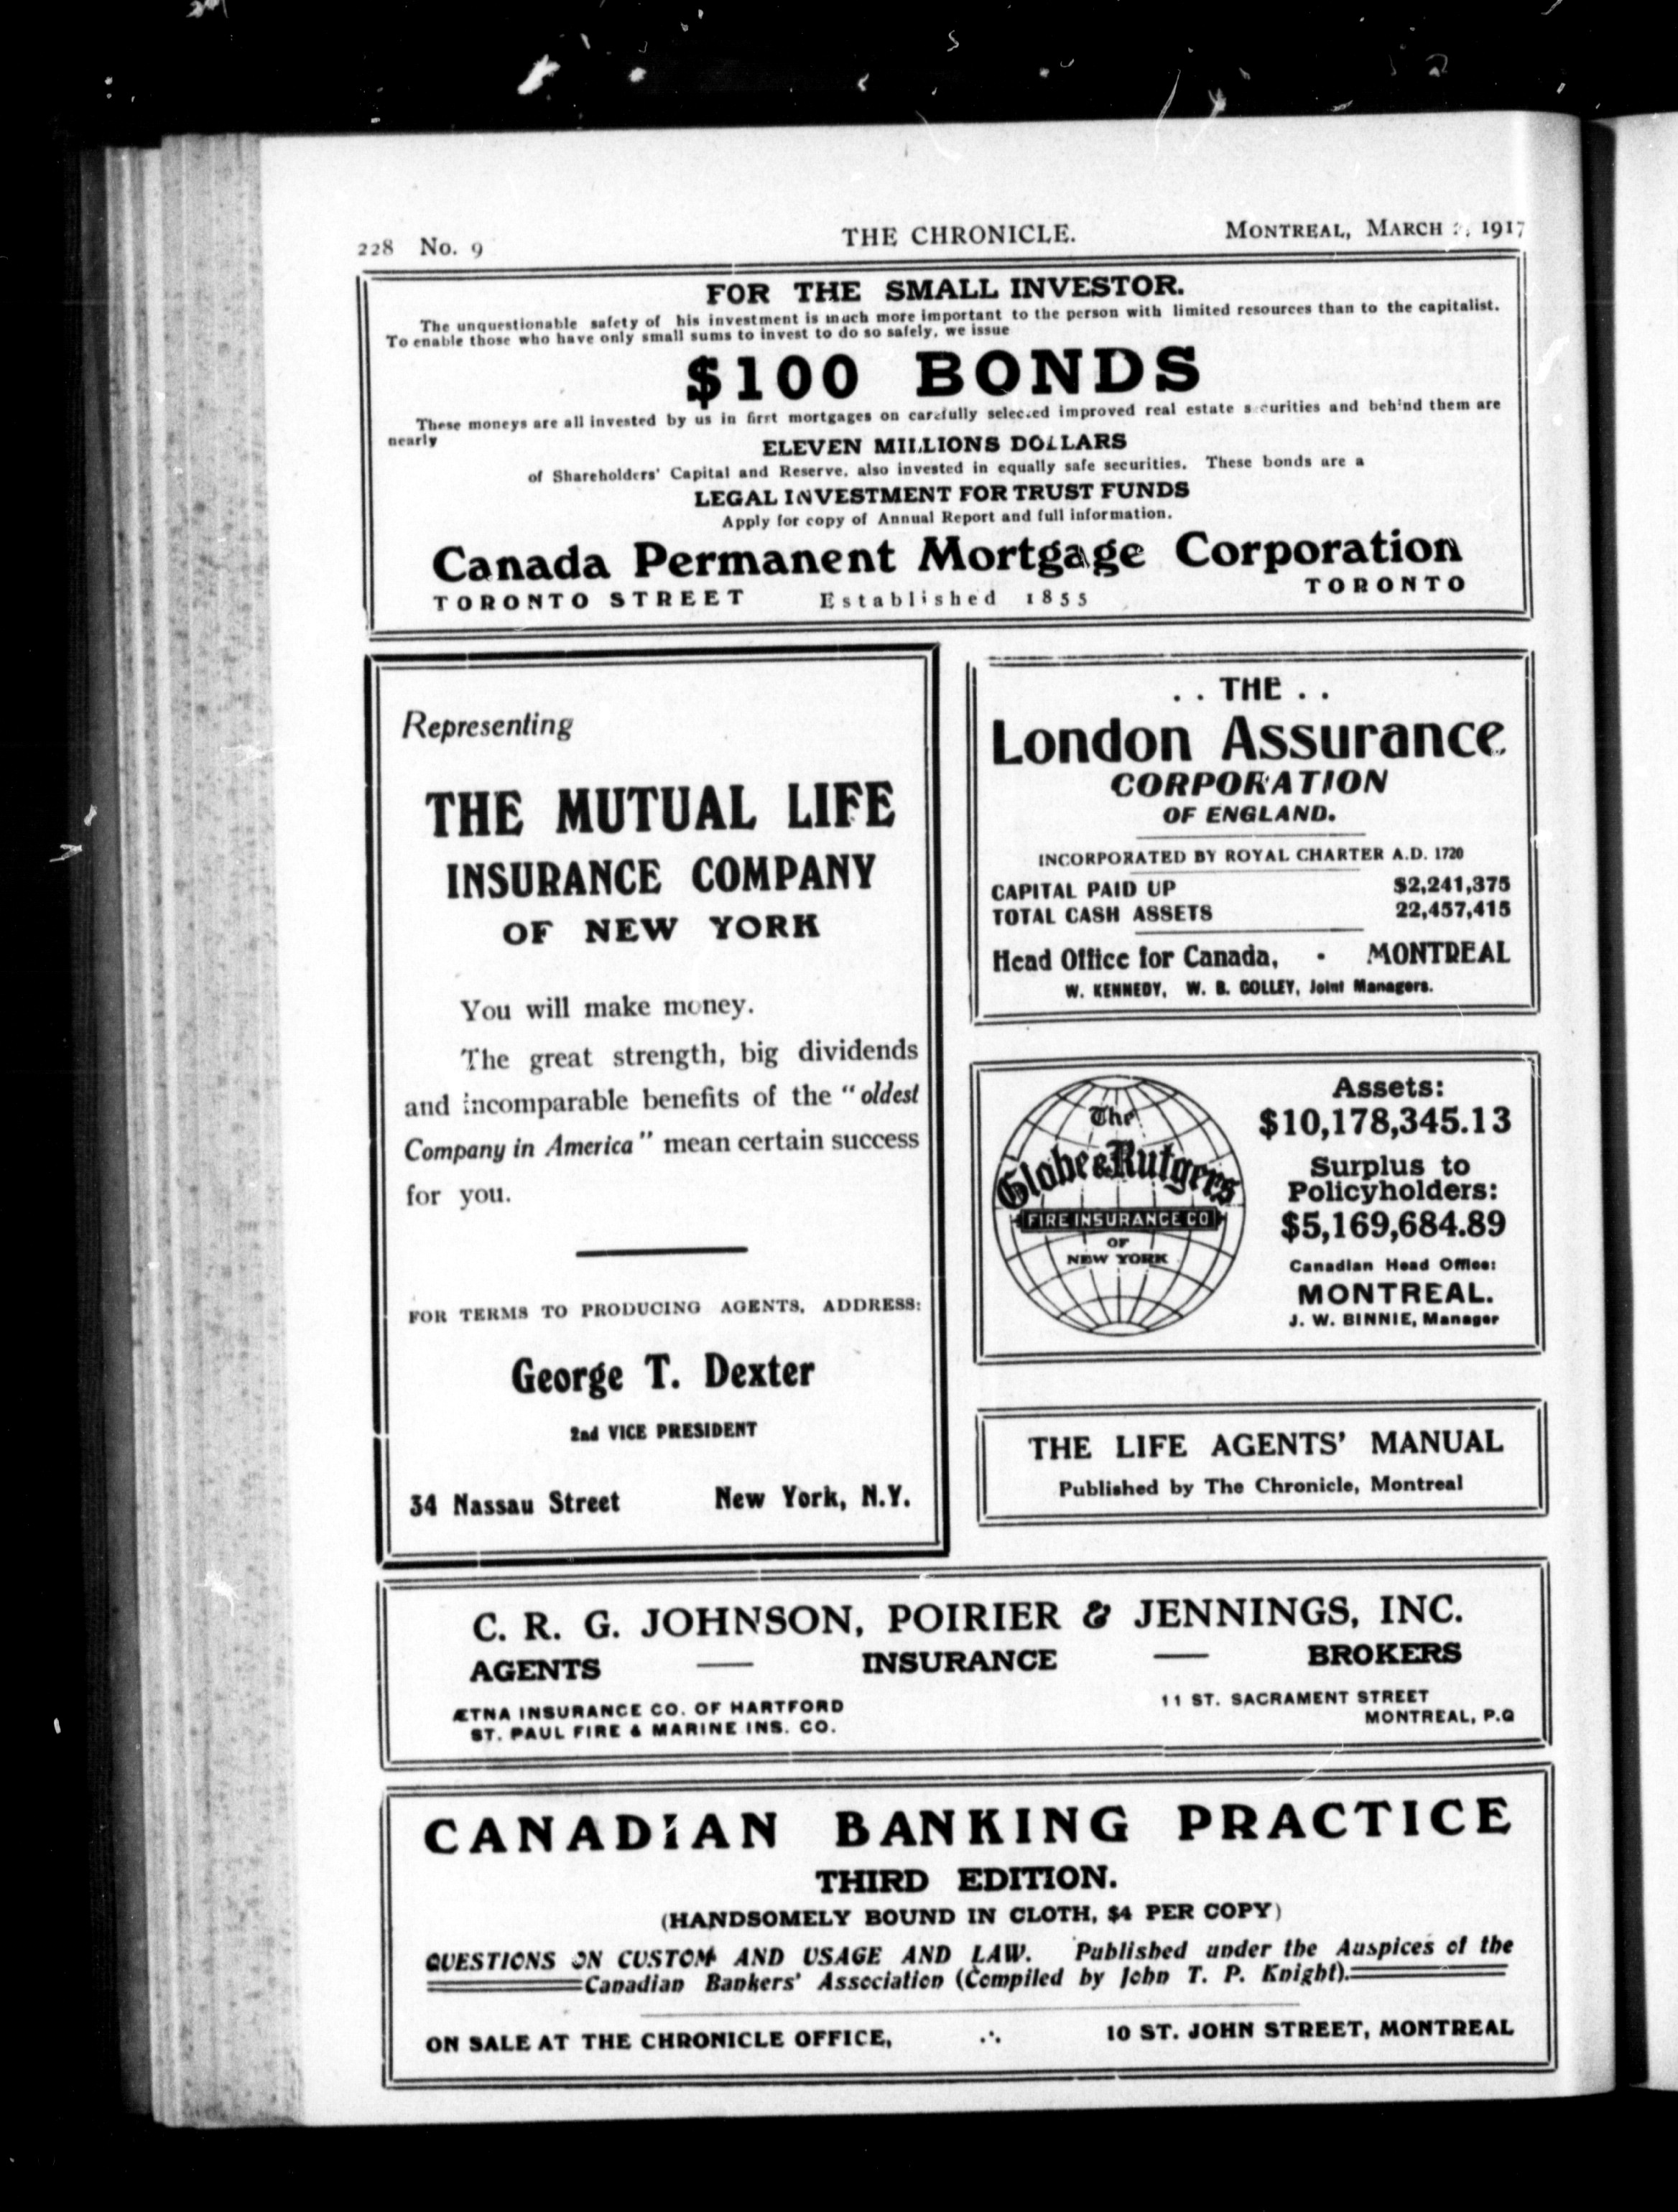 228 No. 9
THE CHRONICLE.
MONTREAL, MARCH , 1917
FOR THE SMALL INVESTOR.
The unquestionable safety of his investment is much more important to the person with limited resources than to the capitalist.
To enable those who have only small sums to invest to do so safely, we issue
$100 BONDS
These moneys are all invested by us in first mortgages on carefully selected improved real estate securities and behind them are
nearly
ELEVEN MILLIONS DOLLARS
of Shareholders' Capital and Reserve, also invested in equally safe securities. These bonds are a
LEGAL INVESTMENT FOR TRUST FUNDS
Apply for copy of Annual Report and full information.
Canada Permanent Mortgage Corporation
TORONTO STREET Established 1855 TORONTO
Representing
THE MUTUAL LIFE
INSURANCE COMPANY
OF NEW YORK
You will make money.
The great strength, big dividends
and incomparable benefits of the "oldest
Company in America" mean certain success
for you.
FOR TERMS TO PRODUCING AGENTS, ADDRESS:
George T. Dexter
2nd VICE PRESIDENT
34 Nassau Street New York, N.Y.
. . THE . .
London Assurance
CORPORATION
OF ENGLAND.
INCORPORATED BY ROYAL CHARTER A.D. 1720
CAPITAL PAID UP $2,241,375
TOTAL CASH ASSETS 22,457,415
Head Office for Canada, - MONTREAL
W. KENNEDY, W. B. COLLEY, Joint Managers.
The
Globe & Rutgers
FIRE INSURANCE CO
OF
NEW YORK
Assets:
$10,178,345.13
Surplus to
Policyholders:
$5,169,684.89
Canadian Head Office:
MONTREAL.
J. W. BINNIE, Manager
THE LIFE AGENTS' MANUAL
Published by The Chronicle, Montreal
C. R. G. JOHNSON, POIRIER & JENNINGS, INC.
AGENTS — INSURANCE — BROKERS
ÆTNA INSURANCE CO. OF HARTFORD
ST. PAUL FIRE & MARINE INS. CO.
11 ST. SACRAMENT STREET
MONTREAL, P.Q
CANADIAN BANKING PRACTICE
THIRD EDITION.
(HANDSOMELY BOUND IN CLOTH, $4 PER COPY)
QUESTIONS ON CUSTOM AND USAGE AND LAW. Published under the Auspices of the
Canadian Bankers' Association (Compiled by John T. P. Knight).
ON SALE AT THE CHRONICLE OFFICE, ∴ 10 ST. JOHN STREET, MONTREAL